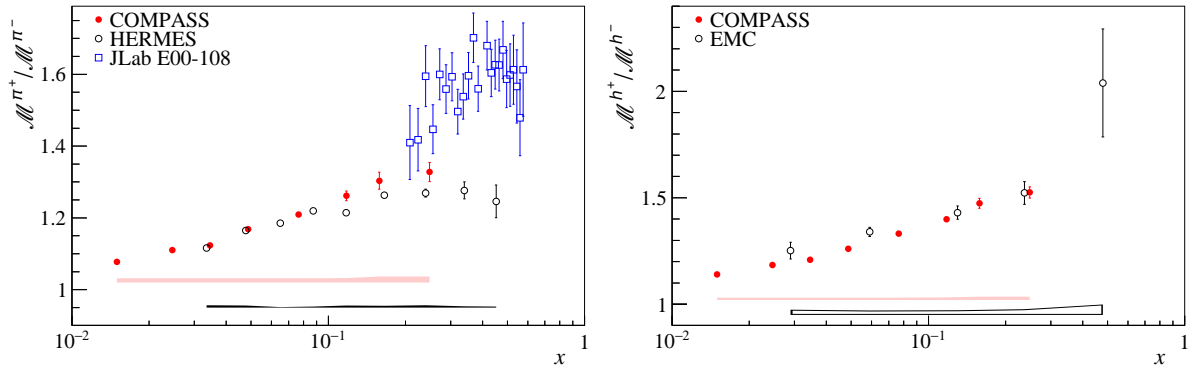 ℳ^π⁺/ℳ^π⁻
COMPASS
HERMES
JLab E00-108
1.6
1.4
1.2
1
10⁻²
10⁻¹
1
x
ℳ^h⁺/ℳ^h⁻
COMPASS
EMC
2
1.5
1
10⁻²
10⁻¹
1
x